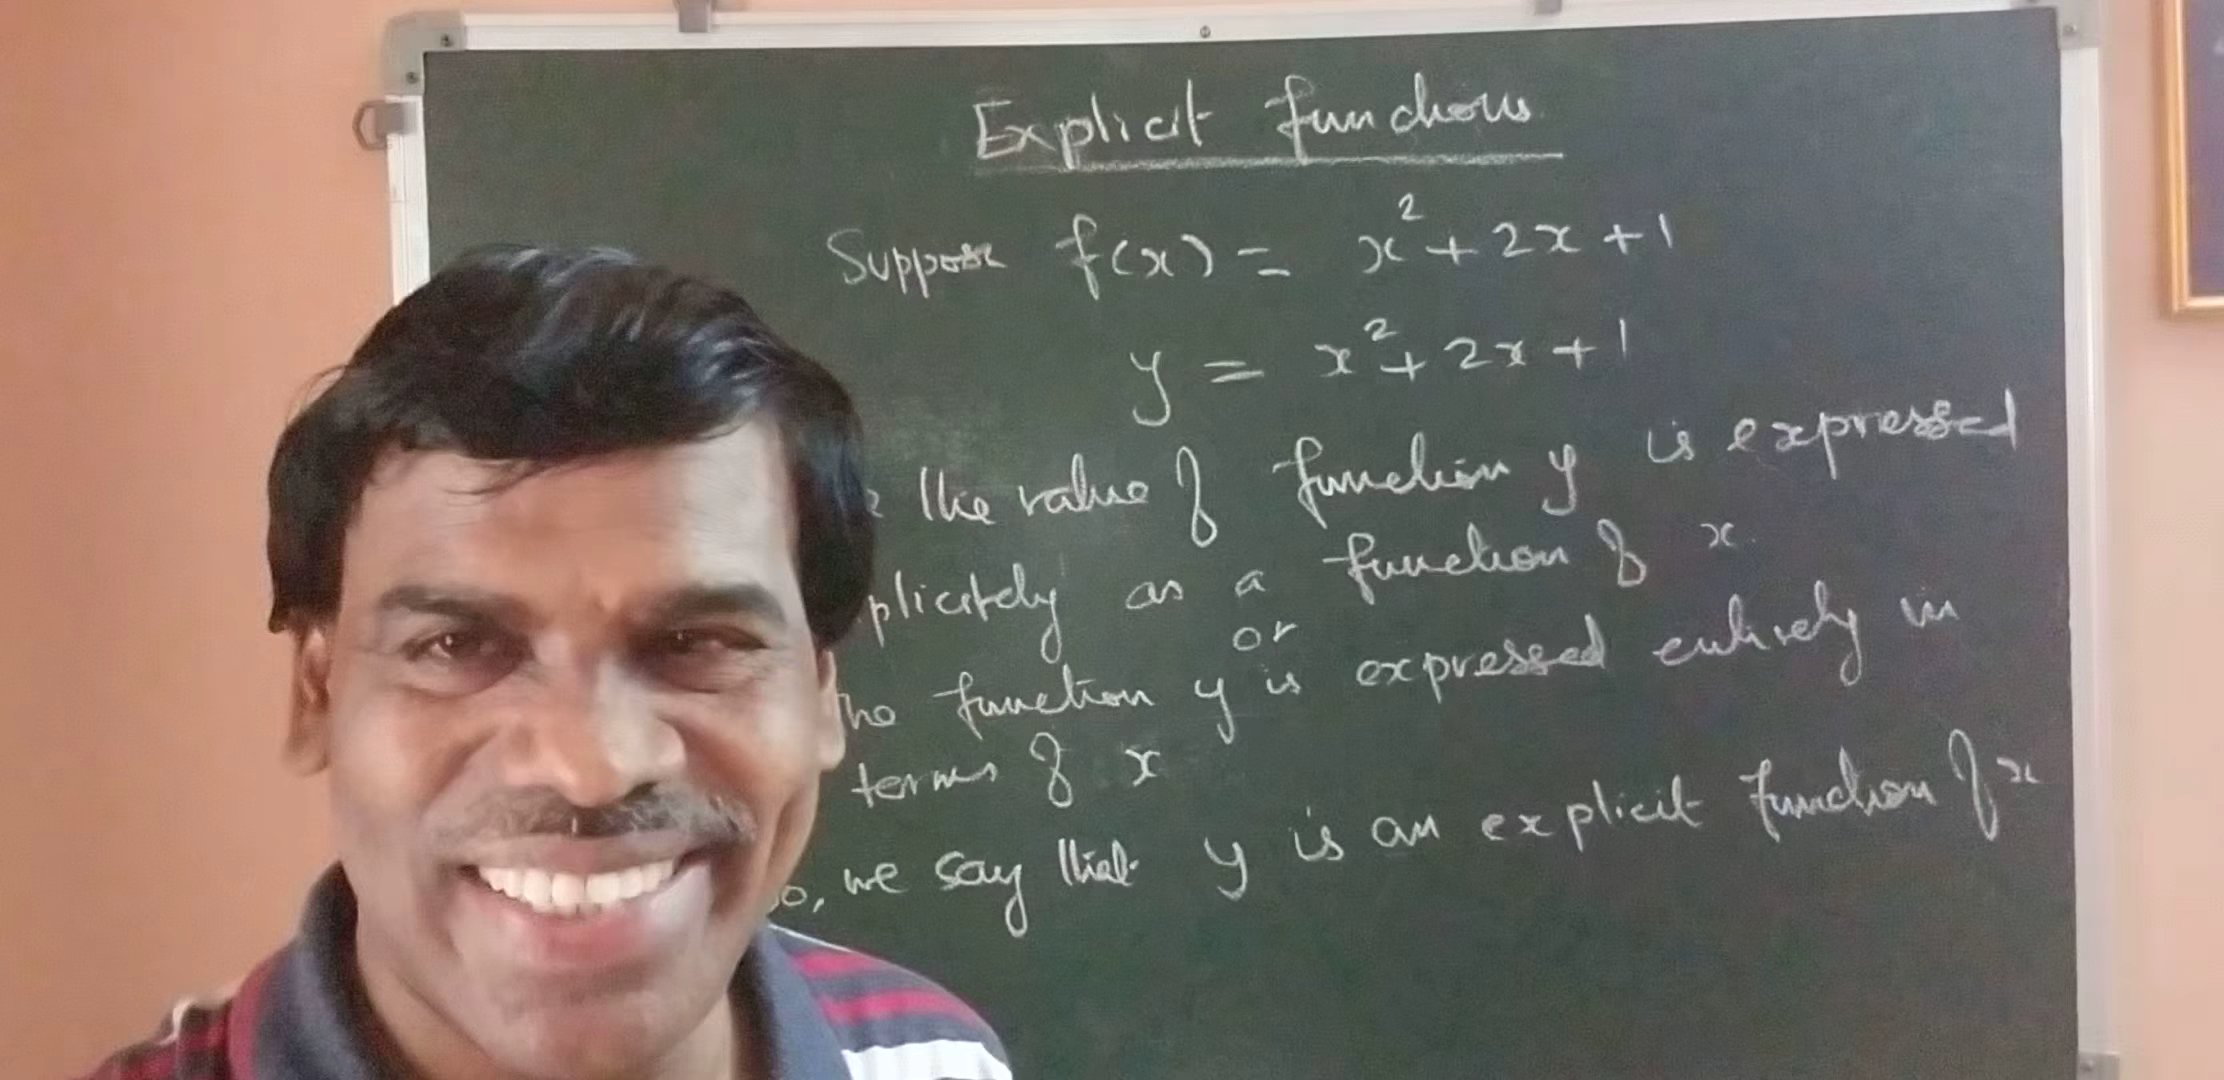 Explicit functions
Suppose f(x) = x² + 2x + 1
y = x² + 2x + 1
the value of function y is expressed
plicitely as a function of x.
or
he function y is expressed entirely in
terms of x
o, we say that y is an explicit function of x